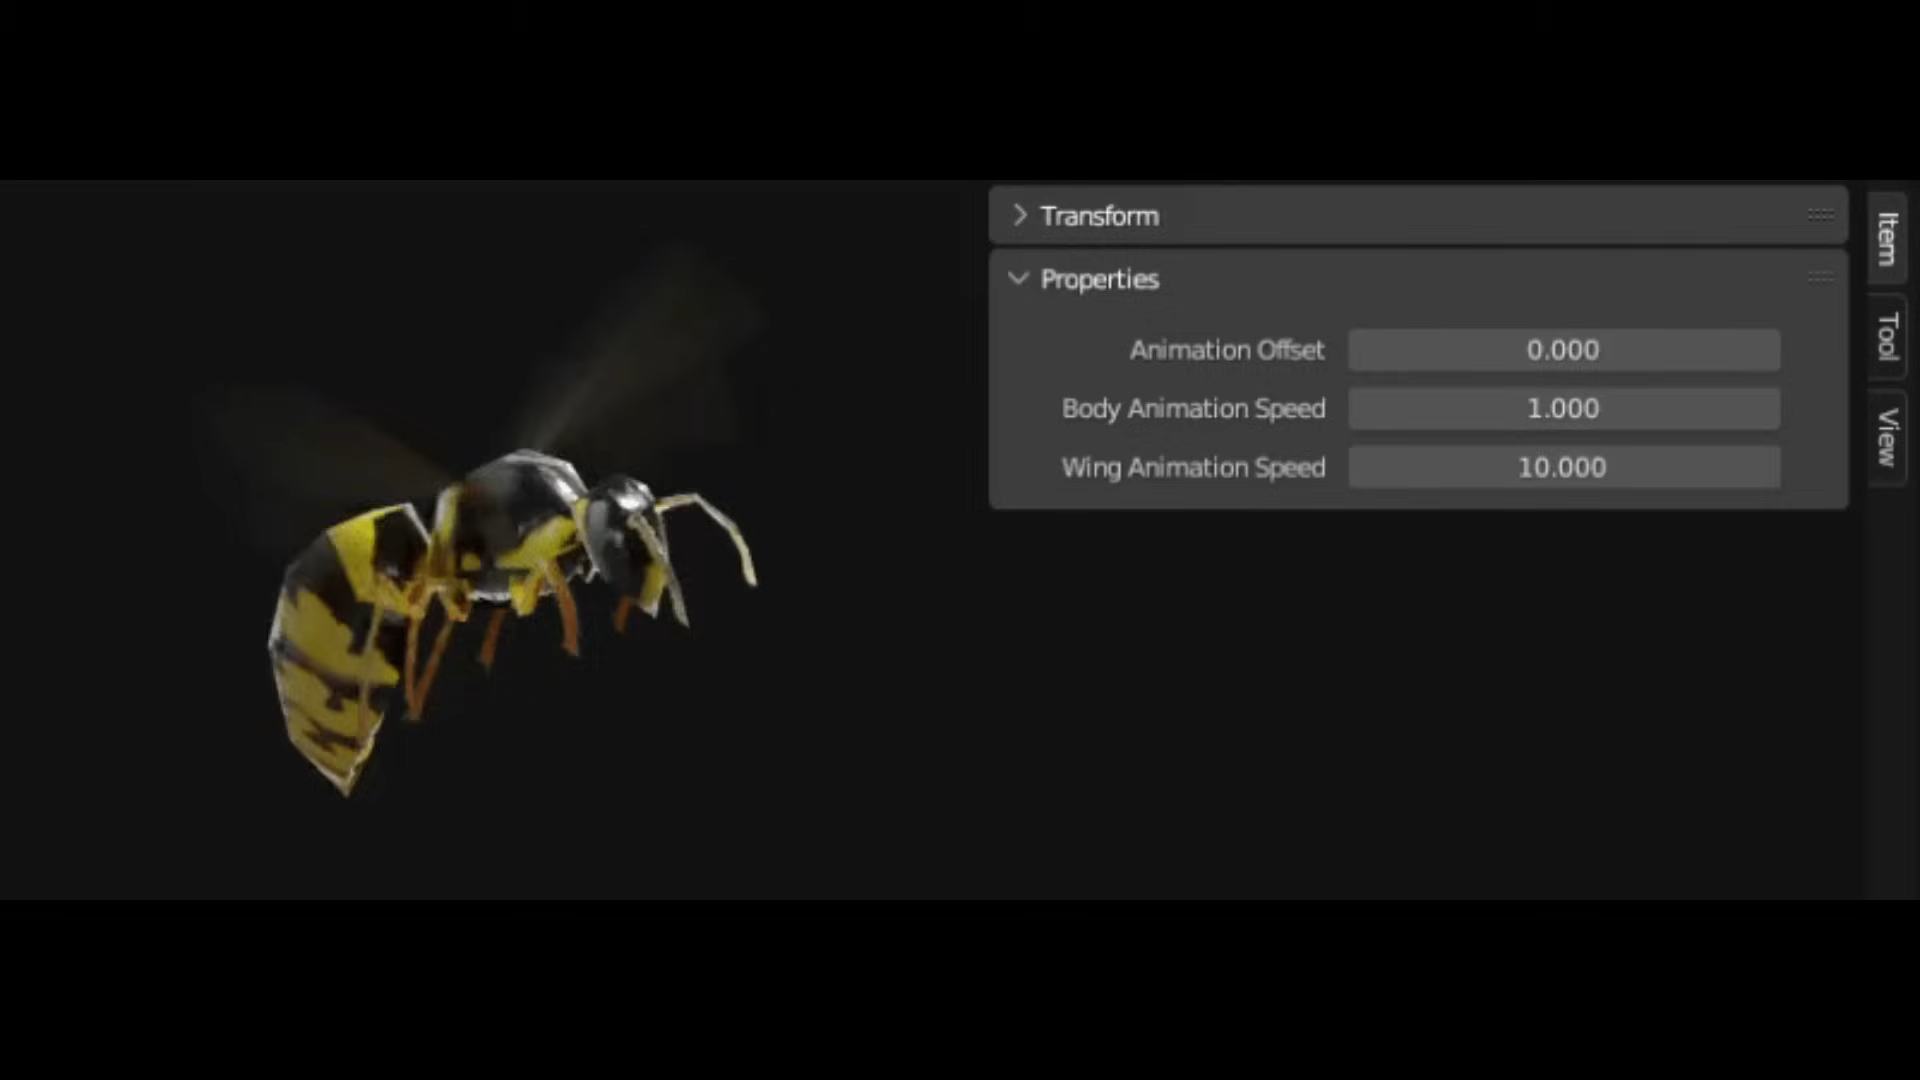 Transform
Properties
Animation Offset 0.000
Body Animation Speed 1.000
Wing Animation Speed 10.000
Item
Tool
View